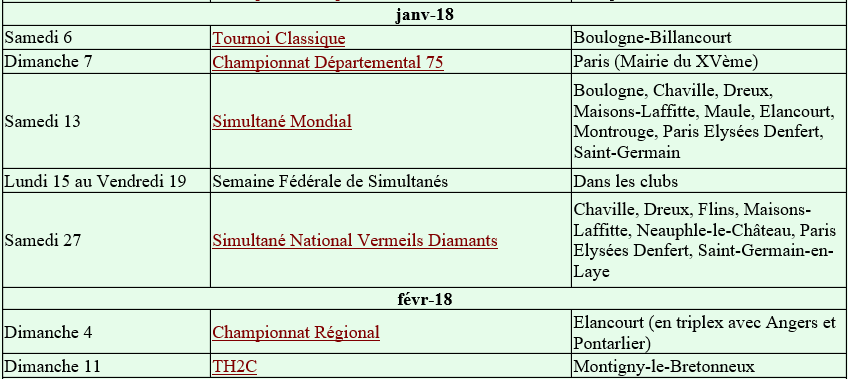 janv-18
Samedi 6 Tournoi Classique Boulogne-Billancourt
Dimanche 7 Championnat Départemental 75 Paris (Mairie du XVème)
Samedi 13 Simultané Mondial Boulogne, Chaville, Dreux,
Maisons-Laffitte, Maule, Elancourt,
Montrouge, Paris Elysées Denfert,
Saint-Germain
Lundi 15 au Vendredi 19 Semaine Fédérale de Simultanés Dans les clubs
Samedi 27 Simultané National Vermeils Diamants Chaville, Dreux, Flins, Maisons-
Laffitte, Neauphle-le-Château, Paris
Elysées Denfert, Saint-Germain-en-
Laye
févr-18
Dimanche 4 Championnat Régional Elancourt (en triplex avec Angers et
Pontarlier)
Dimanche 11 TH2C Montigny-le-Bretonneux